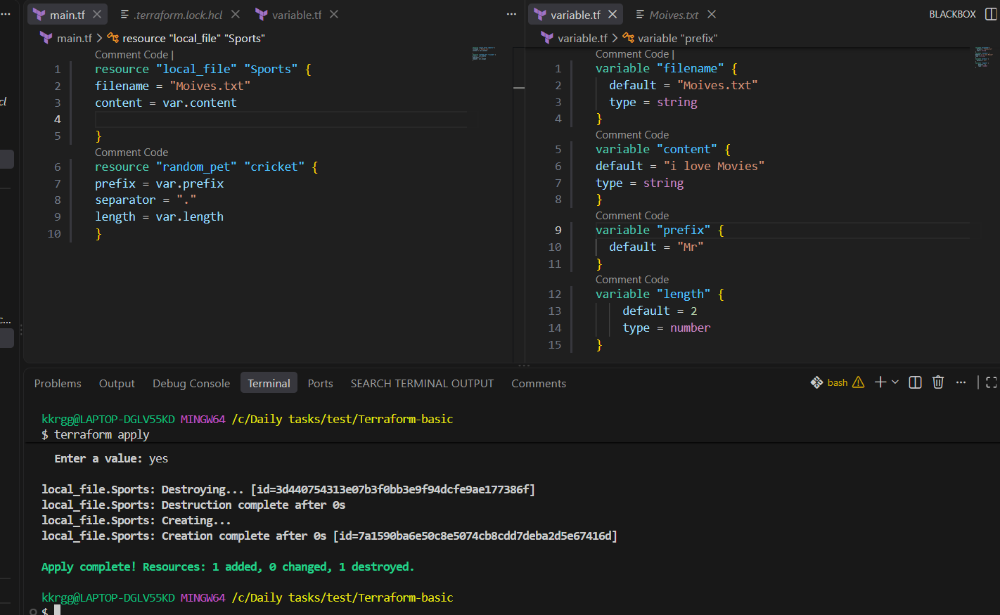 main.tf
.terraform.lock.hcl
variable.tf
main.tf > resource "local_file" "Sports"
Comment Code |
1 resource "local_file" "Sports" {
2 filename = "Moives.txt"
3 content = var.content
4
5 }
Comment Code
6 resource "random_pet" "cricket" {
7 prefix = var.prefix
8 separator = "."
9 length = var.length
10 }
variable.tf
Moives.txt
BLACKBOX
variable.tf > variable "prefix"
Comment Code |
1 variable "filename" {
2 default = "Moives.txt"
3 type = string
4 }
Comment Code
5 variable "content" {
6 default = "i love Movies"
7 type = string
8 }
Comment Code
9 variable "prefix" {
10 default = "Mr"
11 }
Comment Code
12 variable "length" {
13 default = 2
14 type = number
15 }
cl
c...
Problems Output Debug Console Terminal Ports SEARCH TERMINAL OUTPUT Comments
bash
kkrgg@LAPTOP-DGLV55KD MINGW64 /c/Daily tasks/test/Terraform-basic
$ terraform apply
Enter a value: yes
local_file.Sports: Destroying... [id=3d440754313e07b3f0bb3e9f94dcfe9ae177386f]
local_file.Sports: Destruction complete after 0s
local_file.Sports: Creating...
local_file.Sports: Creation complete after 0s [id=7a1590ba6e50c8e5074cb8cdd7deba2d5e67416d]
Apply complete! Resources: 1 added, 0 changed, 1 destroyed.
kkrgg@LAPTOP-DGLV55KD MINGW64 /c/Daily tasks/test/Terraform-basic
$